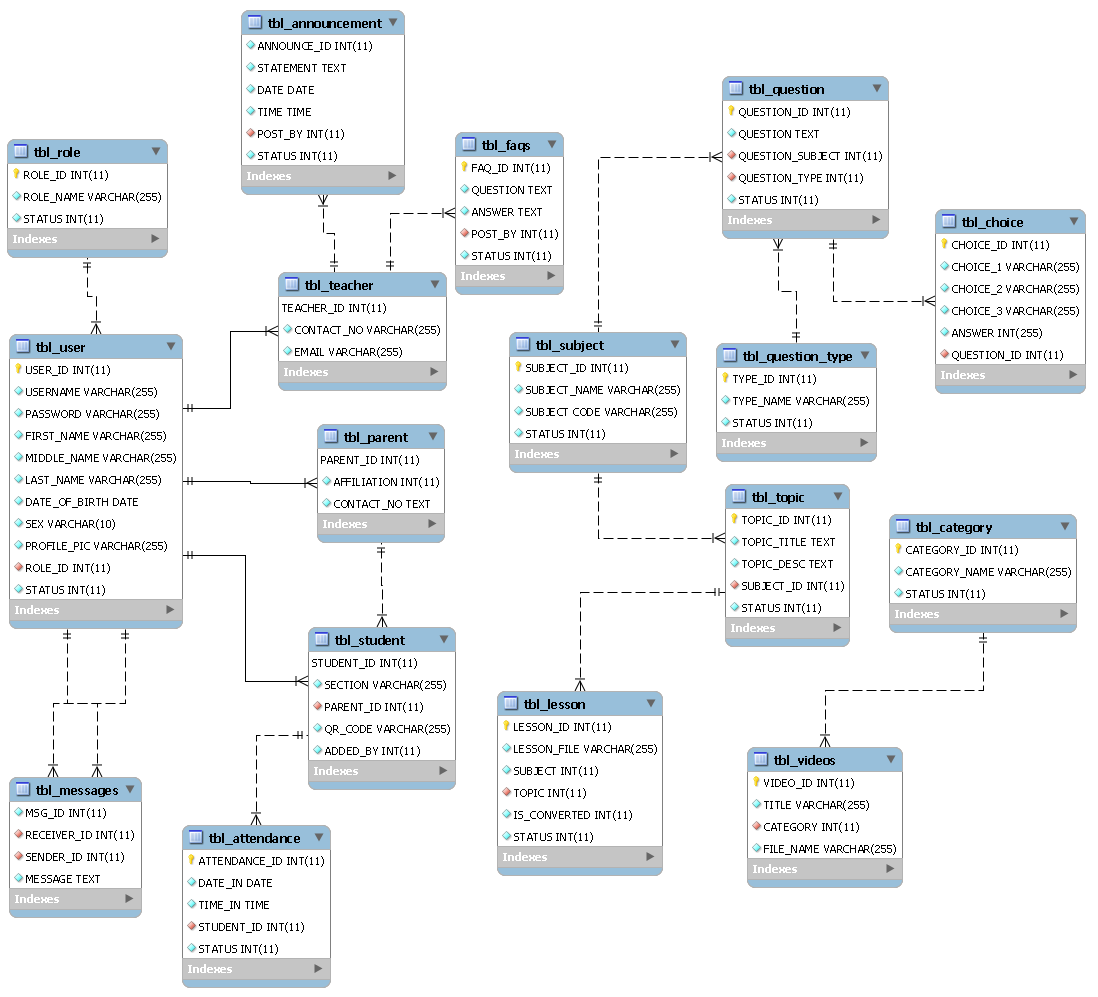 tbl_announcement
ANNOUNCE_ID INT(11)
STATEMENT TEXT
DATE DATE
TIME TIME
POST_BY INT(11)
STATUS INT(11)
Indexes
tbl_role
ROLE_ID INT(11)
ROLE_NAME VARCHAR(255)
STATUS INT(11)
Indexes
tbl_faqs
FAQ_ID INT(11)
QUESTION TEXT
ANSWER TEXT
POST_BY INT(11)
STATUS INT(11)
Indexes
tbl_question
QUESTION_ID INT(11)
QUESTION TEXT
QUESTION_SUBJECT INT(11)
QUESTION_TYPE INT(11)
STATUS INT(11)
Indexes
tbl_choice
CHOICE_ID INT(11)
CHOICE_1 VARCHAR(255)
CHOICE_2 VARCHAR(255)
CHOICE_3 VARCHAR(255)
ANSWER INT(255)
QUESTION_ID INT(11)
Indexes
tbl_teacher
TEACHER_ID INT(11)
CONTACT_NO VARCHAR(255)
EMAIL VARCHAR(255)
Indexes
tbl_user
USER_ID INT(11)
USERNAME VARCHAR(255)
PASSWORD VARCHAR(255)
FIRST_NAME VARCHAR(255)
MIDDLE_NAME VARCHAR(255)
LAST_NAME VARCHAR(255)
DATE_OF_BIRTH DATE
SEX VARCHAR(10)
PROFILE_PIC VARCHAR(255)
ROLE_ID INT(11)
STATUS INT(11)
Indexes
tbl_subject
SUBJECT_ID INT(11)
SUBJECT_NAME VARCHAR(255)
SUBJECT CODE VARCHAR(255)
STATUS INT(11)
Indexes
tbl_question_type
TYPE_ID INT(11)
TYPE_NAME VARCHAR(255)
STATUS INT(11)
Indexes
tbl_parent
PARENT_ID INT(11)
AFFILIATION INT(11)
CONTACT_NO TEXT
Indexes
tbl_topic
TOPIC_ID INT(11)
TOPIC_TITLE TEXT
TOPIC_DESC TEXT
SUBJECT_ID INT(11)
STATUS INT(11)
Indexes
tbl_category
CATEGORY_ID INT(11)
CATEGORY_NAME VARCHAR(255)
STATUS INT(11)
Indexes
tbl_student
STUDENT_ID INT(11)
SECTION VARCHAR(255)
PARENT_ID INT(11)
QR_CODE VARCHAR(255)
ADDED_BY INT(11)
Indexes
tbl_lesson
LESSON_ID INT(11)
LESSON_FILE VARCHAR(255)
SUBJECT INT(11)
TOPIC INT(11)
IS_CONVERTED INT(11)
STATUS INT(11)
Indexes
tbl_videos
VIDEO_ID INT(11)
TITLE VARCHAR(255)
CATEGORY INT(11)
FILE_NAME VARCHAR(255)
Indexes
tbl_messages
MSG_ID INT(11)
RECEIVER_ID INT(11)
SENDER_ID INT(11)
MESSAGE TEXT
Indexes
tbl_attendance
ATTENDANCE_ID INT(11)
DATE_IN DATE
TIME_IN TIME
STUDENT_ID INT(11)
STATUS INT(11)
Indexes